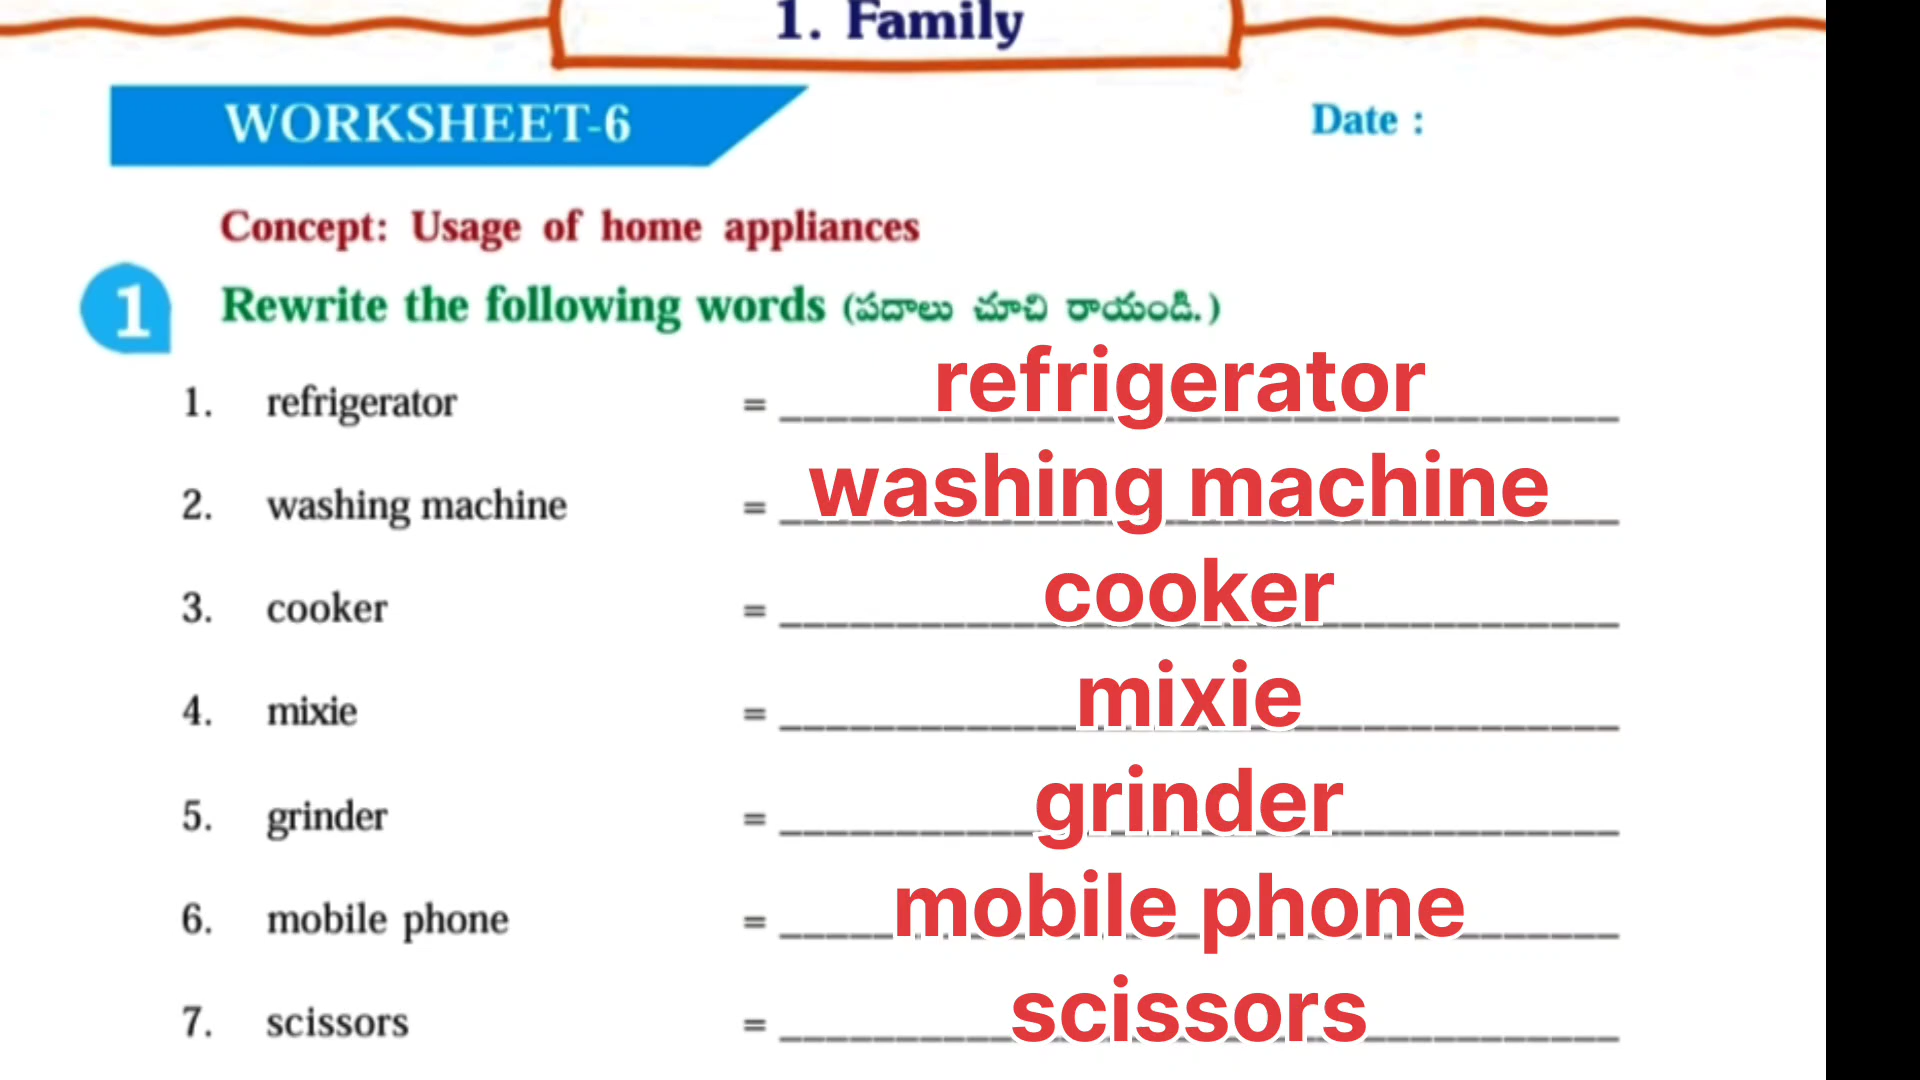 1. Family
WORKSHEET-6 Date :
Concept: Usage of home appliances
1 Rewrite the following words (పదాలు చూచి రాయండి.)
1. refrigerator = refrigerator
2. washing machine = washing machine
3. cooker = cooker
4. mixie = mixie
5. grinder = grinder
6. mobile phone = mobile phone
7. scissors = scissors